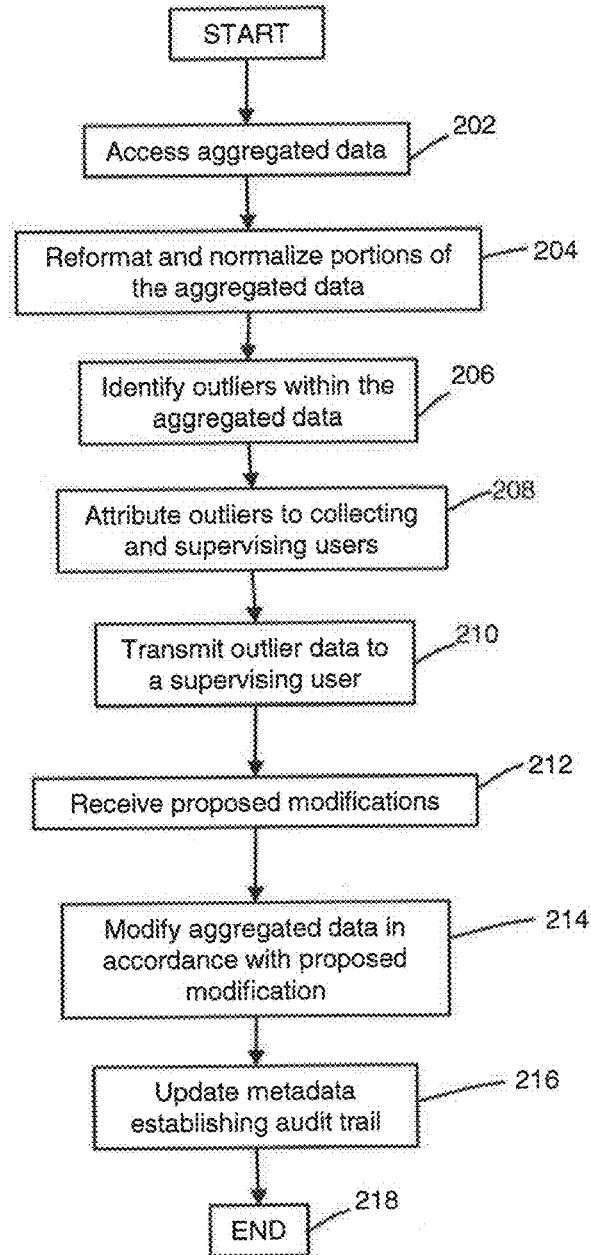 START
Access aggregated data
202
Reformat and normalize portions of
the aggregated data
204
Identify outliers within the
aggregated data
206
Attribute outliers to collecting
and supervising users
208
Transmit outlier data to
a supervising user
210
Receive proposed modifications
212
Modify aggregated data in
accordance with proposed
modification
214
Update metadata
establishing audit trail
216
END
218